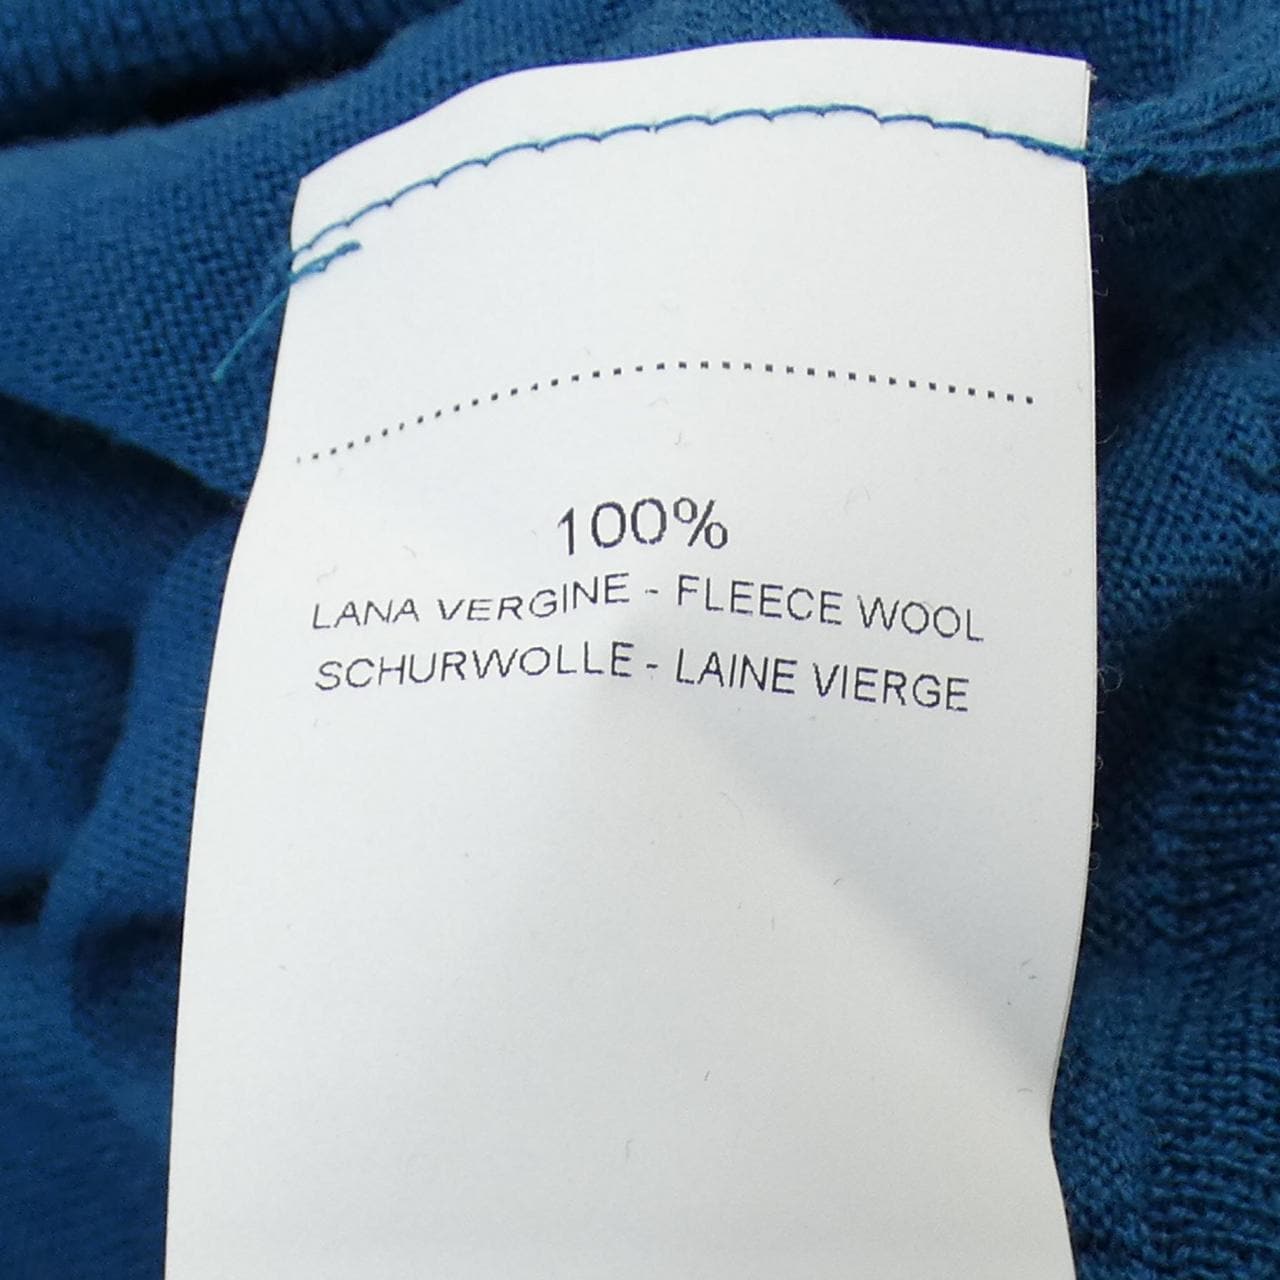 100%
LANA VERGINE - FLEECE WOOL
SCHURWOLLE - LAINE VIERGE